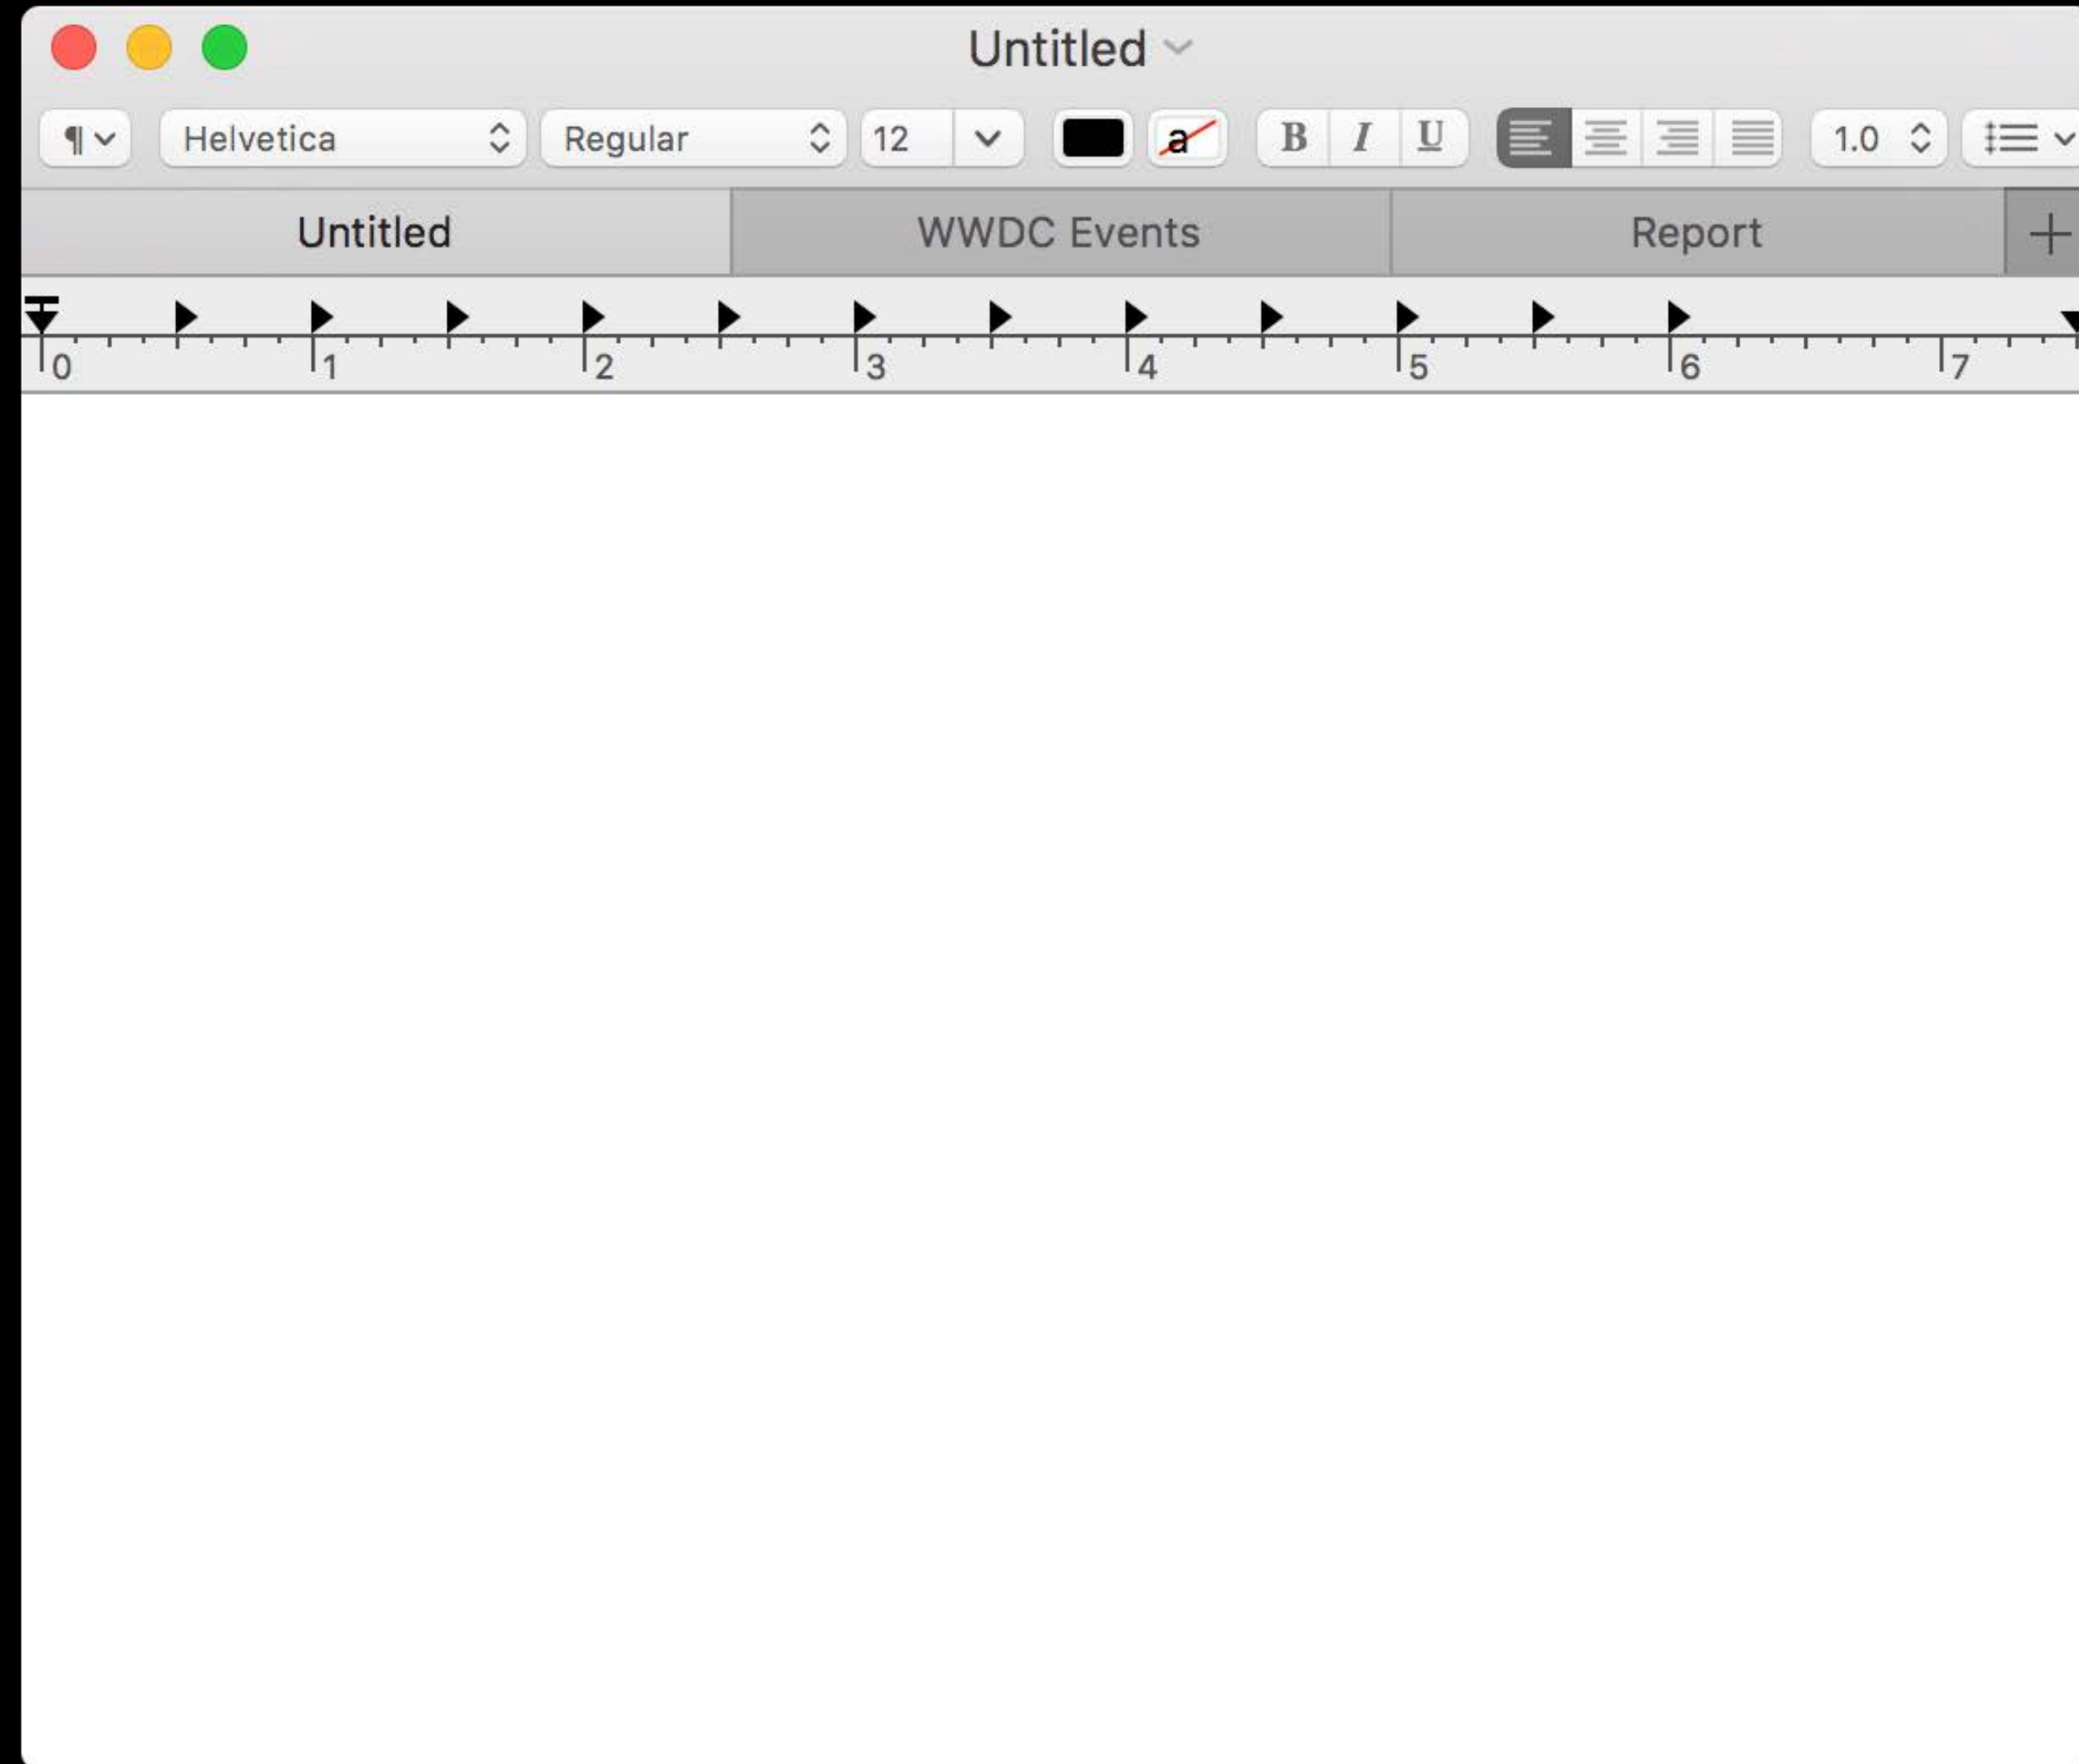 Untitled
¶ Helvetica Regular 12 a B I U 1.0
Untitled WWDC Events Report +
0 1 2 3 4 5 6 7